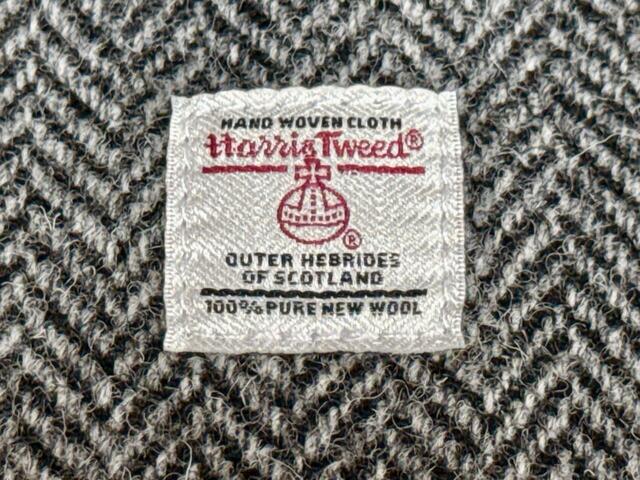 HAND WOVEN CLOTH
Harris Tweed®
®
OUTER HEBRIDES
OF SCOTLAND
100% PURE NEW WOOL